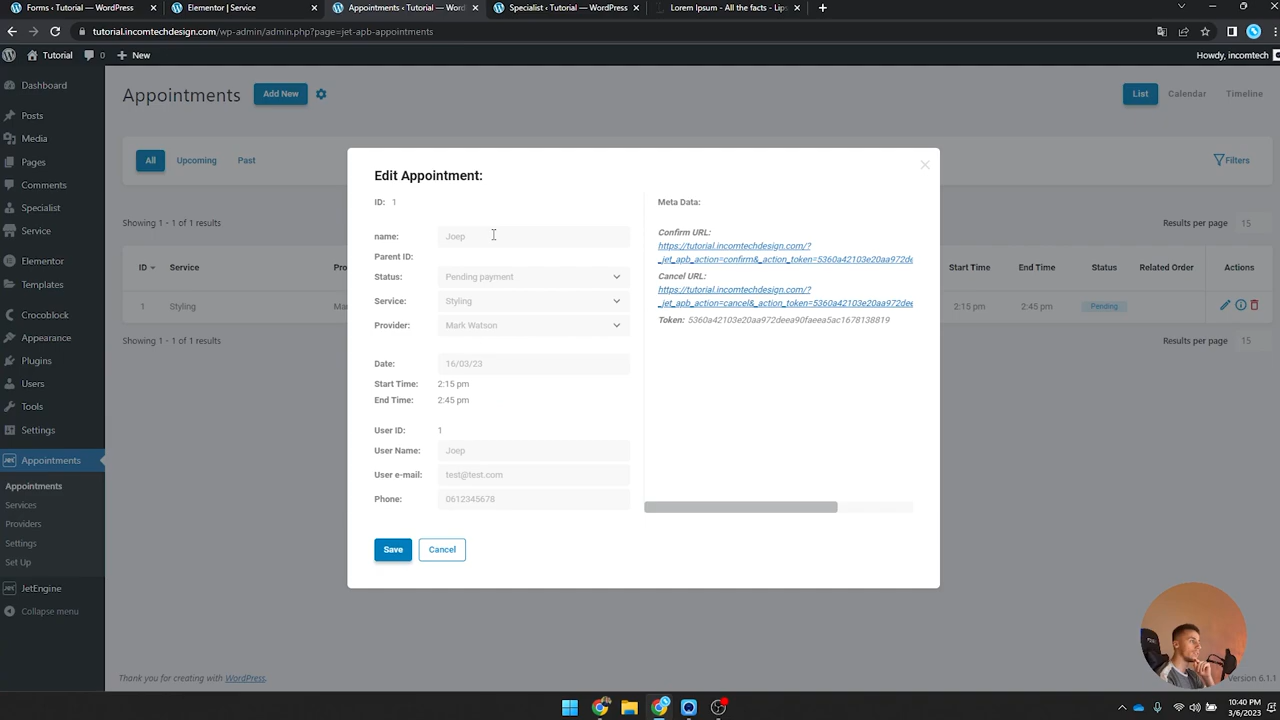 Forms ‹ Tutorial — WordPress
Elementor | Service
Appointments ‹ Tutorial — Word
Specialist ‹ Tutorial — WordPress
Lorem Ipsum - All the facts - Lips
tutorial.incomtechdesign.com/wp-admin/admin.php?page=jet-apb-appointments
Tutorial 0 New
Howdy, incomtech
Dashboard
Posts
Media
Pages
Comments
Specialist
Service
Elementor
Templates
Crocoblock
Appearance
Plugins
Users
Tools
Settings
Appointments
Appointments
Services
Providers
Settings
Set Up
JetEngine
Collapse menu
Appointments Add New
List Calendar Timeline
All Upcoming Past
Filters
Showing 1 - 1 of 1 results
Results per page 15
ID Service
Start Time End Time Status Related Order Actions
1 Styling
2:15 pm 2:45 pm Pending
Showing 1 - 1 of 1 results
Results per page 15
Edit Appointment:
ID: 1
name: Joep
Parent ID:
Status: Pending payment
Service: Styling
Provider: Mark Watson
Date: 16/03/23
Start Time: 2:15 pm
End Time: 2:45 pm
User ID: 1
User Name: Joep
User e-mail: test@test.com
Phone: 0612345678
Save Cancel
Meta Data:
Confirm URL:
https://tutorial.incomtechdesign.com/?
_jet_apb_action=confirm&_action_token=5360a42103e20aa972de
Cancel URL:
https://tutorial.incomtechdesign.com/?
_jet_apb_action=cancel&_action_token=5360a42103e20aa972dee
Token: 5360a42103e20aa972deea90faeea5ac1678138819
Thank you for creating with WordPress.
Version 6.1.1
10:40 PM
3/6/2023